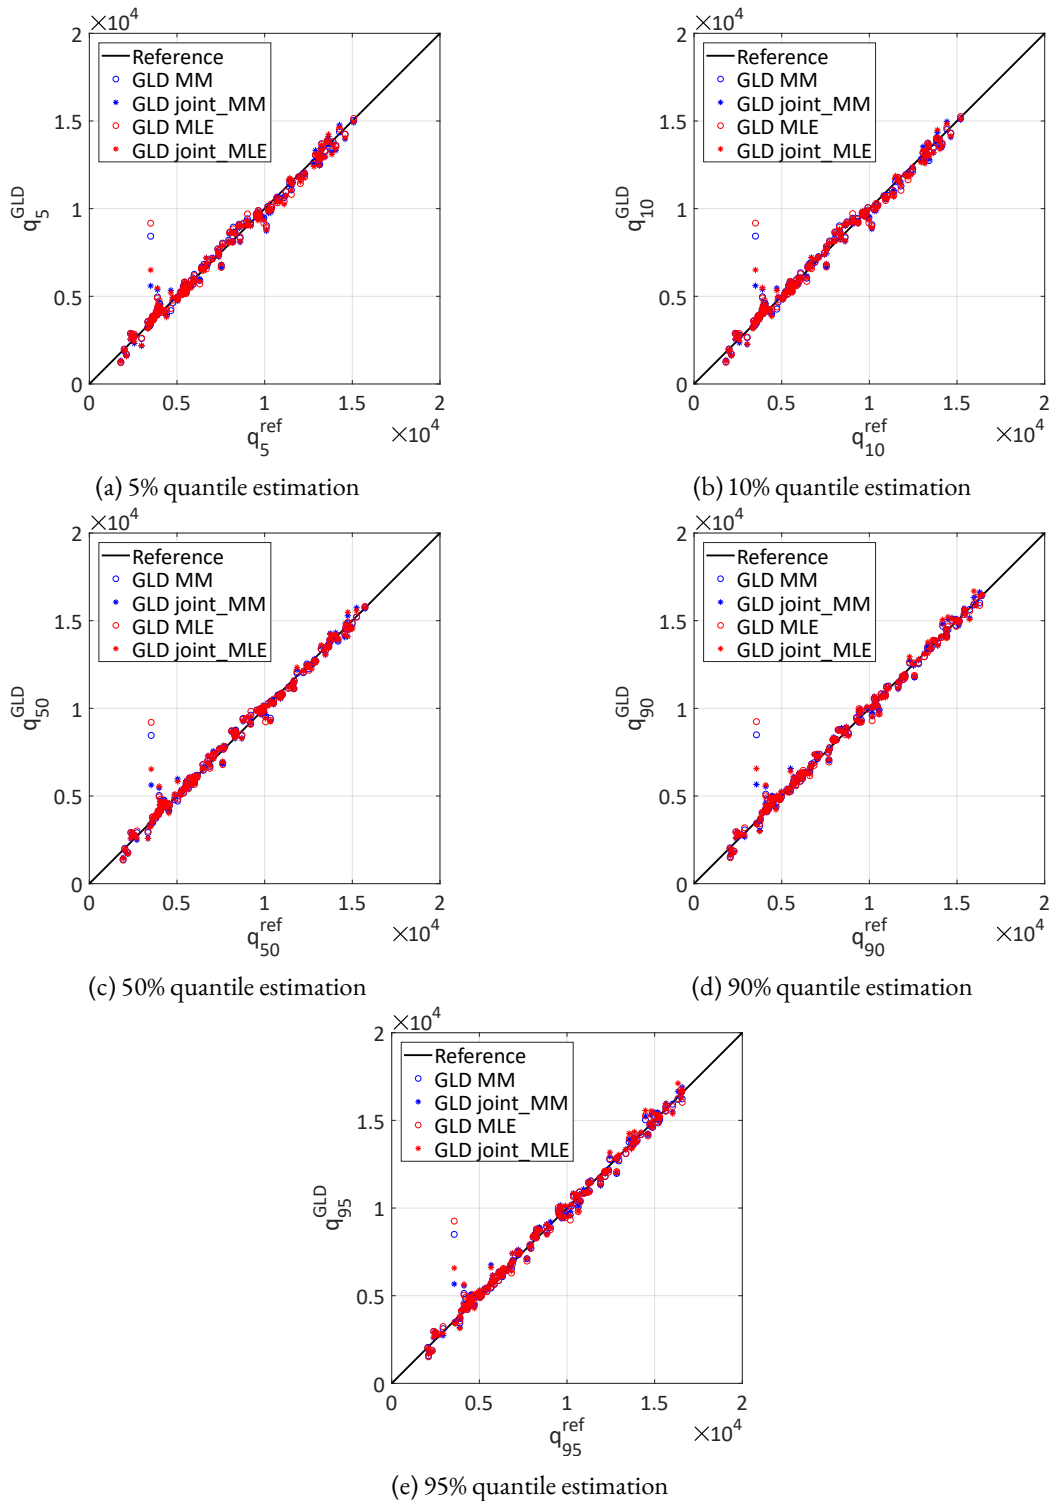 ×10^4
2
1.5
1
0.5
0
q_5^GLD
Reference
GLD MM
GLD joint_MM
GLD MLE
GLD joint_MLE
0 0.5 1 1.5 2
q_5^ref ×10^4
(a) 5% quantile estimation
×10^4
2
1.5
1
0.5
0
q_10^GLD
Reference
GLD MM
GLD joint_MM
GLD MLE
GLD joint_MLE
0 0.5 1 1.5 2
q_10^ref ×10^4
(b) 10% quantile estimation
×10^4
2
1.5
1
0.5
0
q_50^GLD
Reference
GLD MM
GLD joint_MM
GLD MLE
GLD joint_MLE
0 0.5 1 1.5 2
q_50^ref ×10^4
(c) 50% quantile estimation
×10^4
2
1.5
1
0.5
0
q_90^GLD
Reference
GLD MM
GLD joint_MM
GLD MLE
GLD joint_MLE
0 0.5 1 1.5 2
q_90^ref ×10^4
(d) 90% quantile estimation
×10^4
2
1.5
1
0.5
0
q_95^GLD
Reference
GLD MM
GLD joint_MM
GLD MLE
GLD joint_MLE
0 0.5 1 1.5 2
q_95^ref ×10^4
(e) 95% quantile estimation